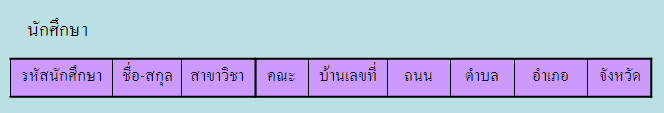 นักศึกษา
รหัสนักศึกษา ชื่อ-สกุล สาขาวิชา คณะ บ้านเลขที่ ถนน ตำบล อำเภอ จังหวัด